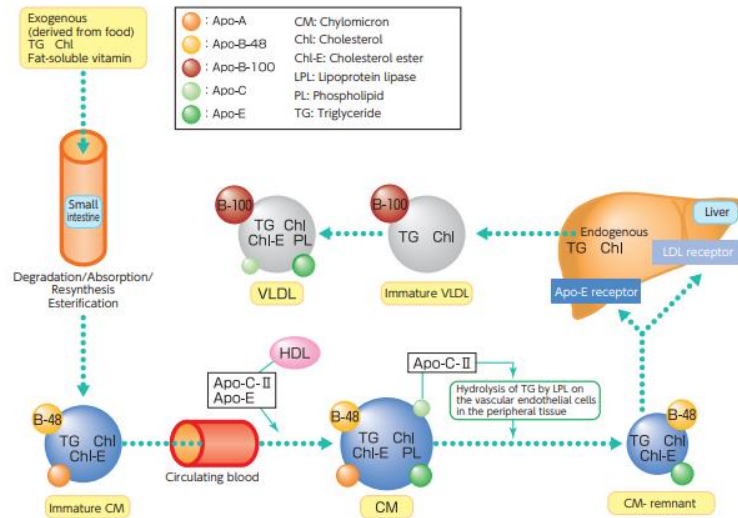 Exogenous
(derived from food)
TG Chl
Fat-soluble vitamin
: Apo-A
: Apo-B-48
: Apo-B-100
: Apo-C
: Apo-E
CM: Chylomicron
Chl: Cholesterol
Chl-E: Cholesterol ester
LPL: Lipoprotein lipase
PL: Phospholipid
TG: Triglyceride
Small
intestine
Degradation/Absorption/
Resynthesis
Esterification
B-100
TG Chl
Chl-E PL
VLDL
B-100
TG Chl
Immature VLDL
Endogenous
TG Chl
Liver
LDL receptor
Apo-E receptor
HDL
Apo-C-Ⅱ
Apo-E
Apo-C-Ⅱ
Hydrolysis of TG by LPL on
the vascular endothelial cells
in the peripheral tissue
B-48
TG Chl
Chl-E
Immature CM
Circulating blood
B-48
TG Chl
Chl-E PL
CM
B-48
TG Chl
Chl-E
CM- remnant